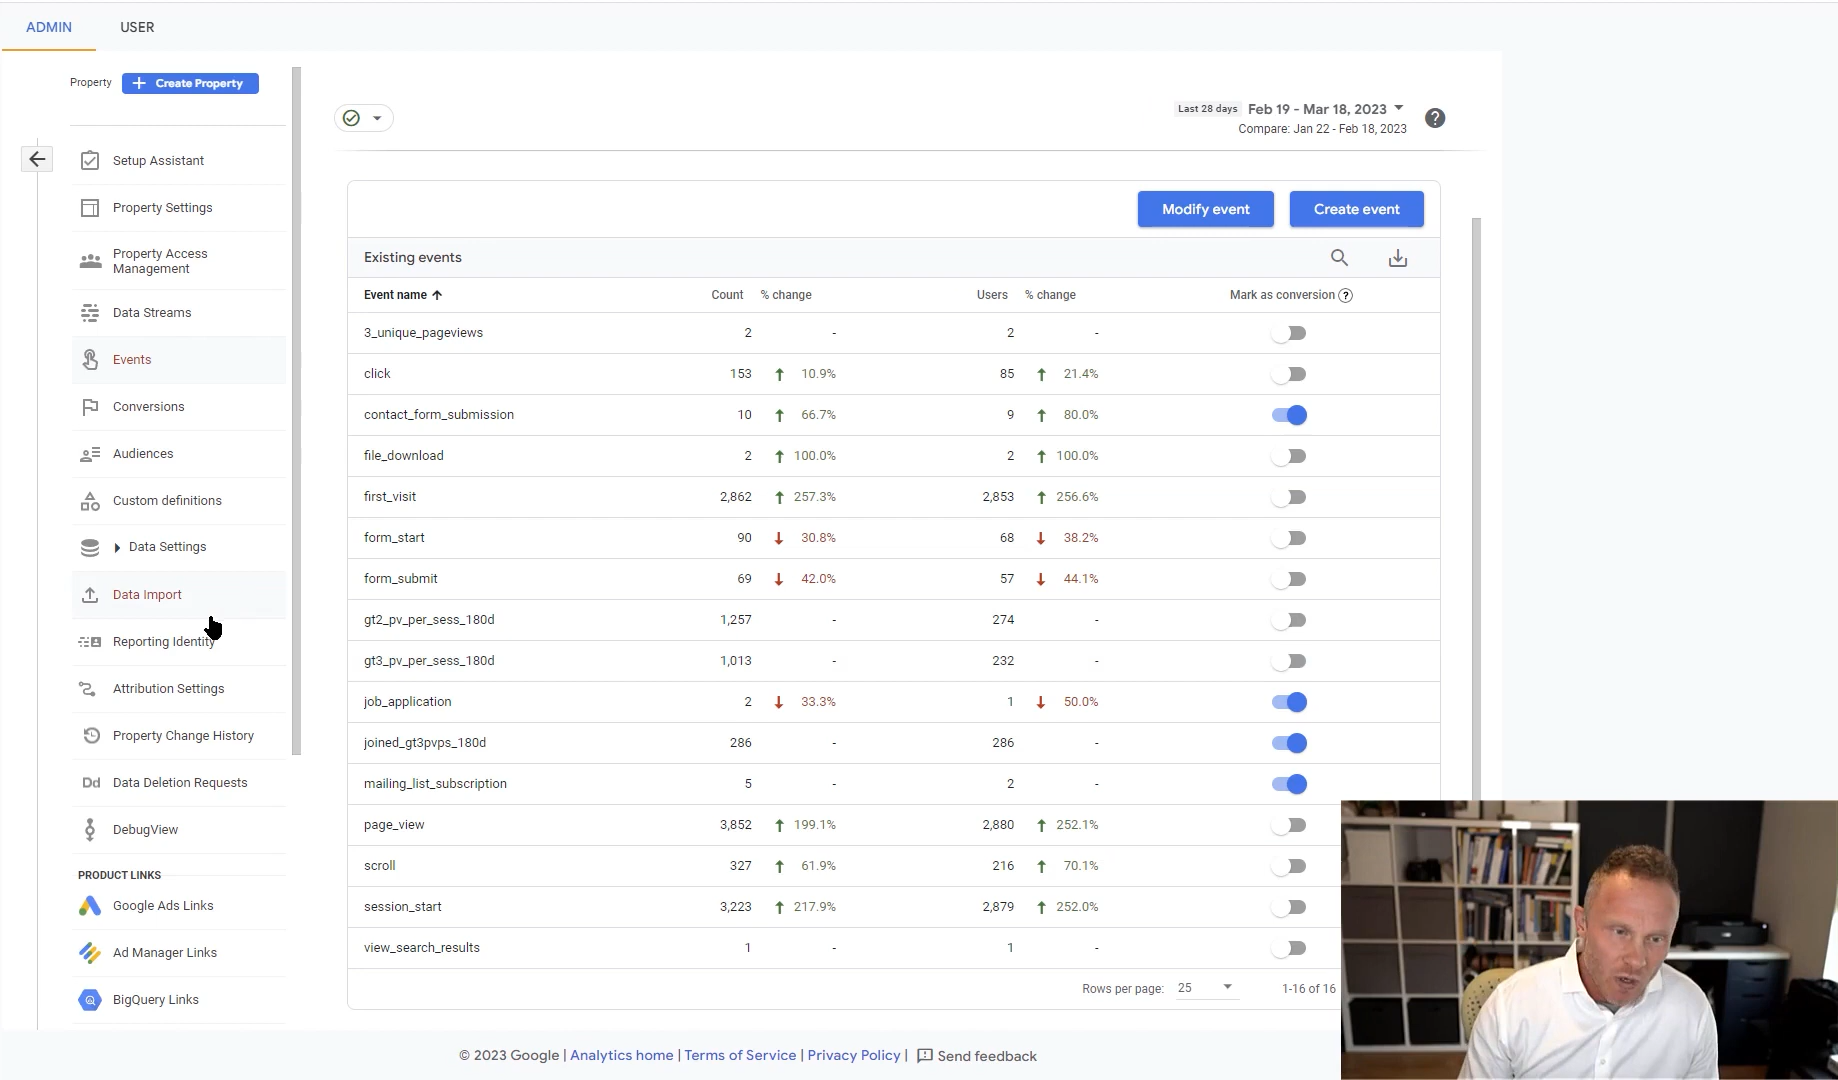 ADMIN USER
Property + Create Property
Setup Assistant
Property Settings
Property Access
Management
Data Streams
Events
Conversions
Audiences
Custom definitions
Data Settings
Data Import
Reporting Identity
Attribution Settings
Property Change History
Dd Data Deletion Requests
DebugView
PRODUCT LINKS
Google Ads Links
Ad Manager Links
BigQuery Links
Last 28 days Feb 19 - Mar 18, 2023
Compare: Jan 22 - Feb 18, 2023
Modify event Create event
Existing events
Event name Count % change Users % change Mark as conversion
3_unique_pageviews 2 - 2 -
click 153 10.9% 85 21.4%
contact_form_submission 10 66.7% 9 80.0%
file_download 2 100.0% 2 100.0%
first_visit 2,862 257.3% 2,853 256.6%
form_start 90 30.8% 68 38.2%
form_submit 69 42.0% 57 44.1%
gt2_pv_per_sess_180d 1,257 - 274 -
gt3_pv_per_sess_180d 1,013 - 232 -
job_application 2 33.3% 1 50.0%
joined_gt3pvps_180d 286 - 286 -
mailing_list_subscription 5 - 2 -
page_view 3,852 199.1% 2,880 252.1%
scroll 327 61.9% 216 70.1%
session_start 3,223 217.9% 2,879 252.0%
view_search_results 1 - 1 -
Rows per page: 25 1-16 of 16
© 2023 Google | Analytics home | Terms of Service | Privacy Policy | Send feedback